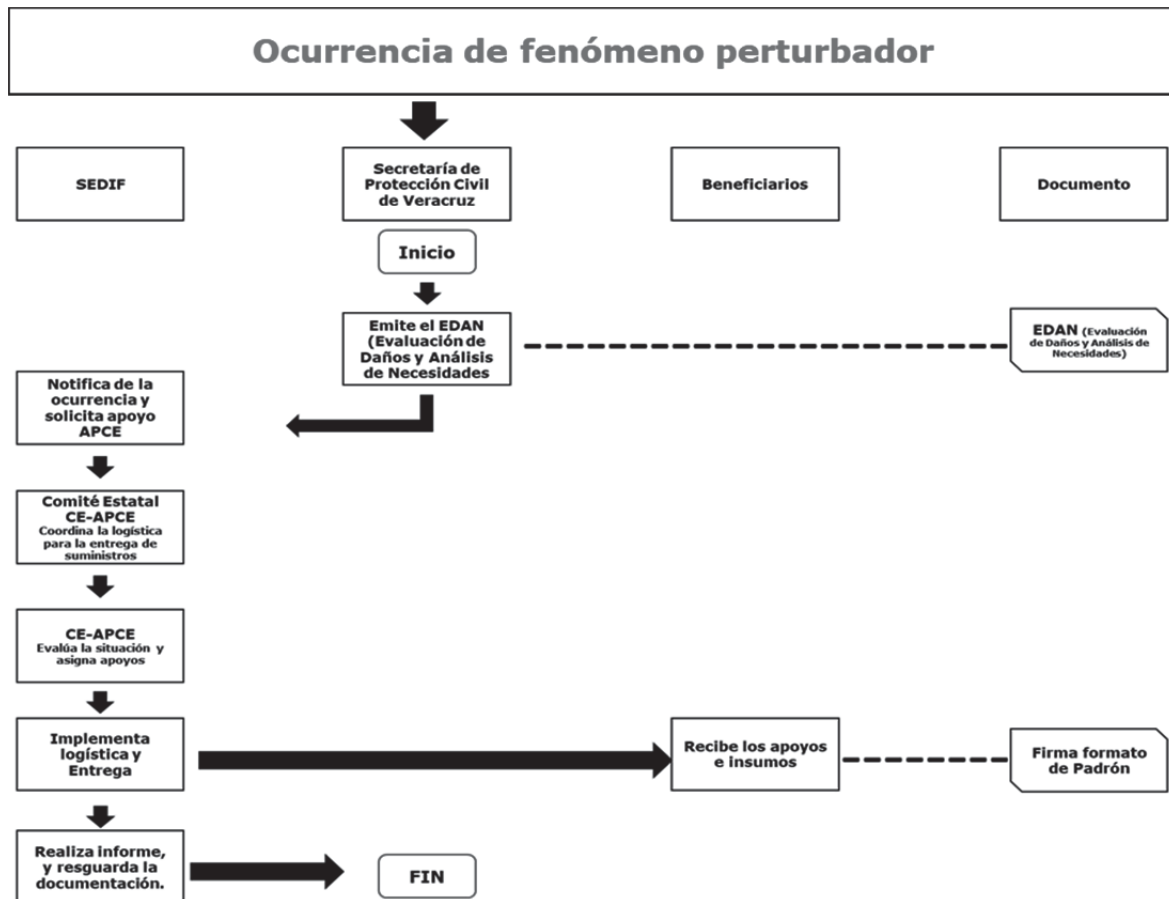 Ocurrencia de fenómeno perturbador
SEDIF
Secretaría de
Protección Civil
de Veracruz
Beneficiarios
Documento
Inicio
Emite el EDAN
(Evaluación de
Daños y Análisis
de Necesidades
EDAN (Evaluación
de Daños y Análisis de
Necesidades)
Notifica de la
ocurrencia y
solicita apoyo
APCE
Comité Estatal
CE-APCE
Coordina la logística
para la entrega de
suministros
CE-APCE
Evalúa la situación y
asigna apoyos
Implementa
logística y
Entrega
Recibe los apoyos
e insumos
Firma formato
de Padrón
Realiza informe,
y resguarda la
documentación.
FIN